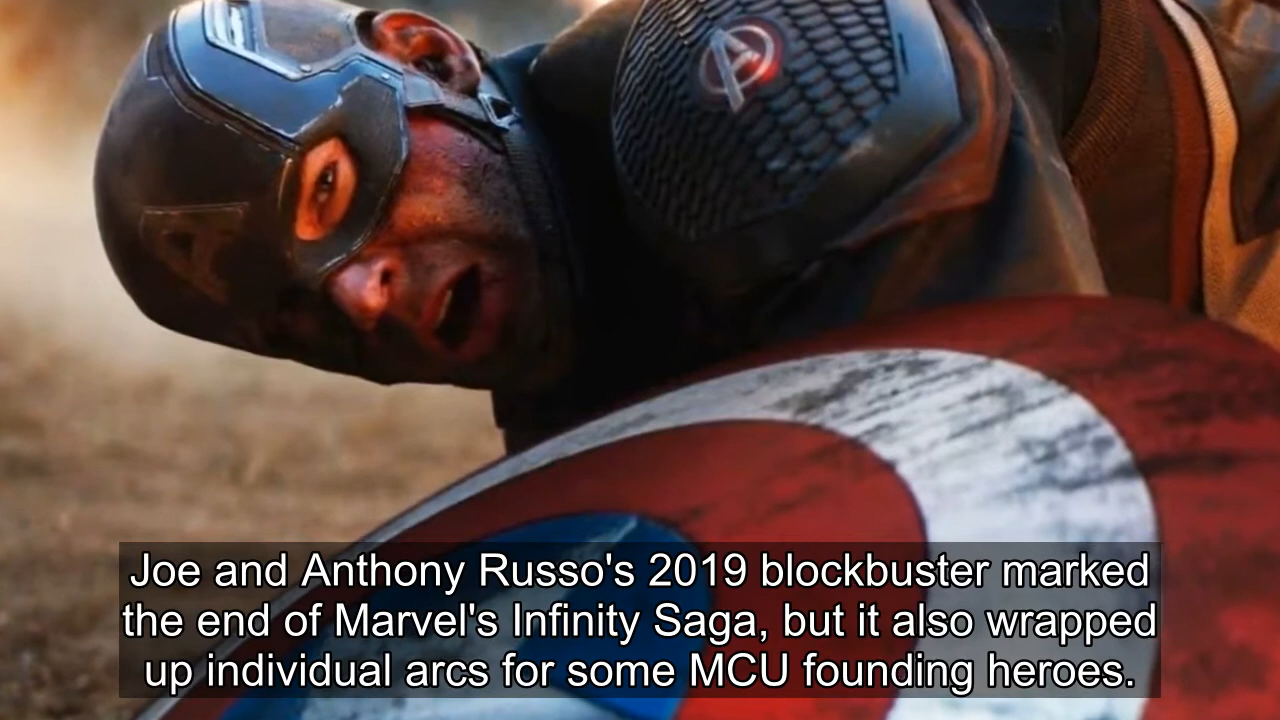 Joe and Anthony Russo's 2019 blockbuster marked
the end of Marvel's Infinity Saga, but it also wrapped
up individual arcs for some MCU founding heroes.